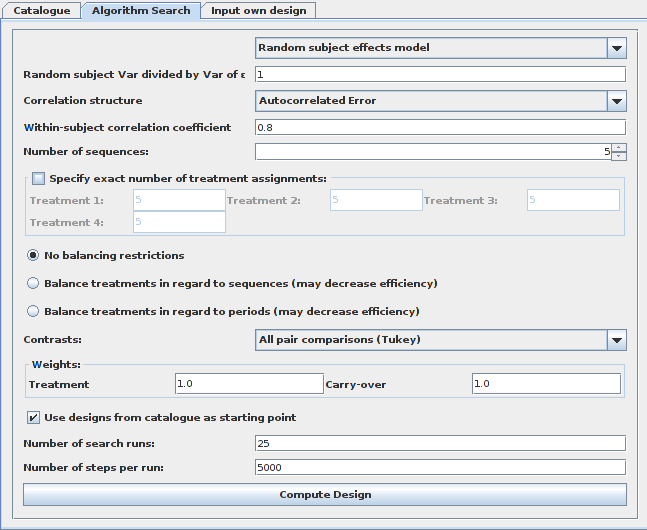 Catalogue Algorithm Search Input own design
Random subject effects model
Random subject Var divided by Var of ε 1
Correlation structure Autocorrelated Error
Within-subject correlation coefficient 0.8
Number of sequences: 5
Specify exact number of treatment assignments:
Treatment 1: 5 Treatment 2: 5 Treatment 3: 5
Treatment 4: 5
No balancing restrictions
Balance treatments in regard to sequences (may decrease efficiency)
Balance treatments in regard to periods (may decrease efficiency)
Contrasts: All pair comparisons (Tukey)
Weights:
Treatment 1.0 Carry-over 1.0
Use designs from catalogue as starting point
Number of search runs: 25
Number of steps per run: 5000
Compute Design